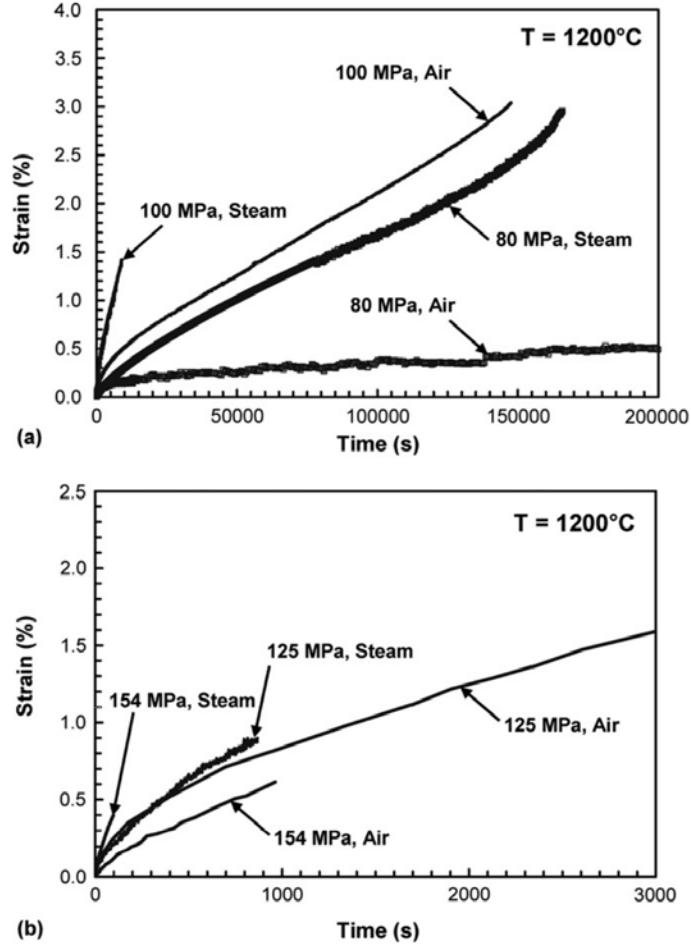 4.0
T = 1200°C
3.5
100 MPa, Air
3.0
2.5
100 MPa, Steam
2.0
80 MPa, Steam
1.5
80 MPa, Air
1.0
0.5
0.0
0 50000 100000 150000 200000
Strain (%)
Time (s)
(a)
2.5
T = 1200°C
2.0
125 MPa, Steam
154 MPa, Steam
1.5
125 MPa, Air
1.0
0.5
154 MPa, Air
0.0
0 1000 2000 3000
Strain (%)
Time (s)
(b)